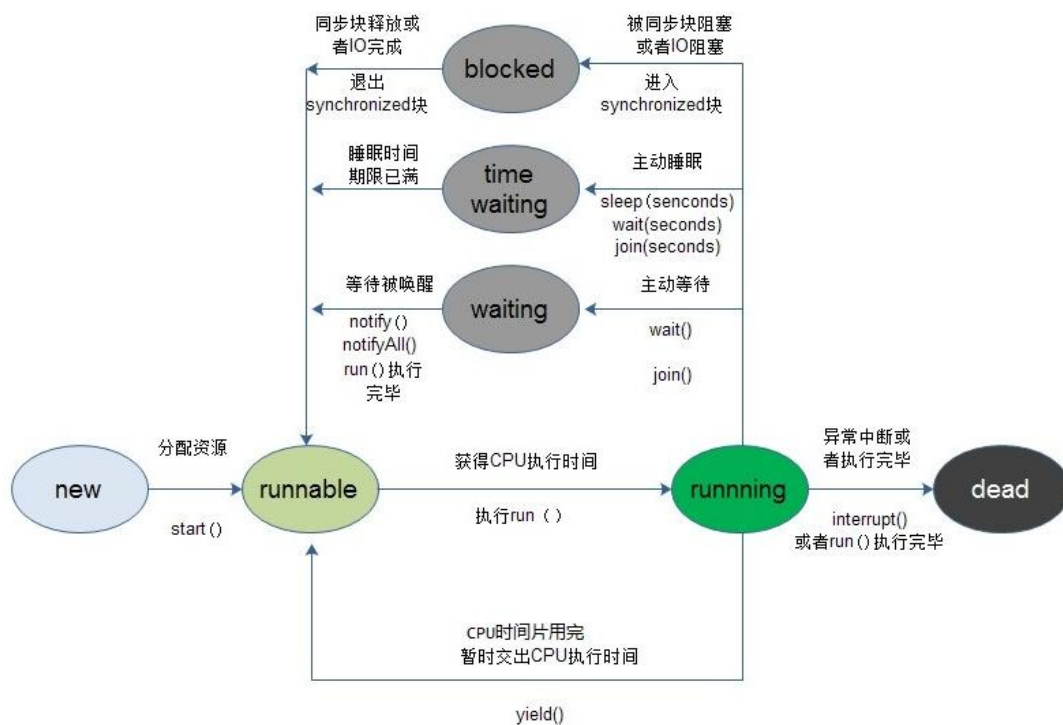 同步块释放或
者IO完成
退出
synchronized块
blocked
被同步块阻塞
或者IO阻塞
进入
synchronized块
睡眠时间
期限已满
time
waiting
主动睡眠
sleep(senconds)
wait(seconds)
join(seconds)
等待被唤醒
notify()
notifyAll()
run()执行
完毕
waiting
主动等待
wait()
join()
new
分配资源
start()
runnable
获得CPU执行时间
执行run()
runnning
异常中断或
者执行完毕
interrupt()
或者run()执行完毕
dead
CPU时间片用完
暂时交出CPU执行时间
yield()